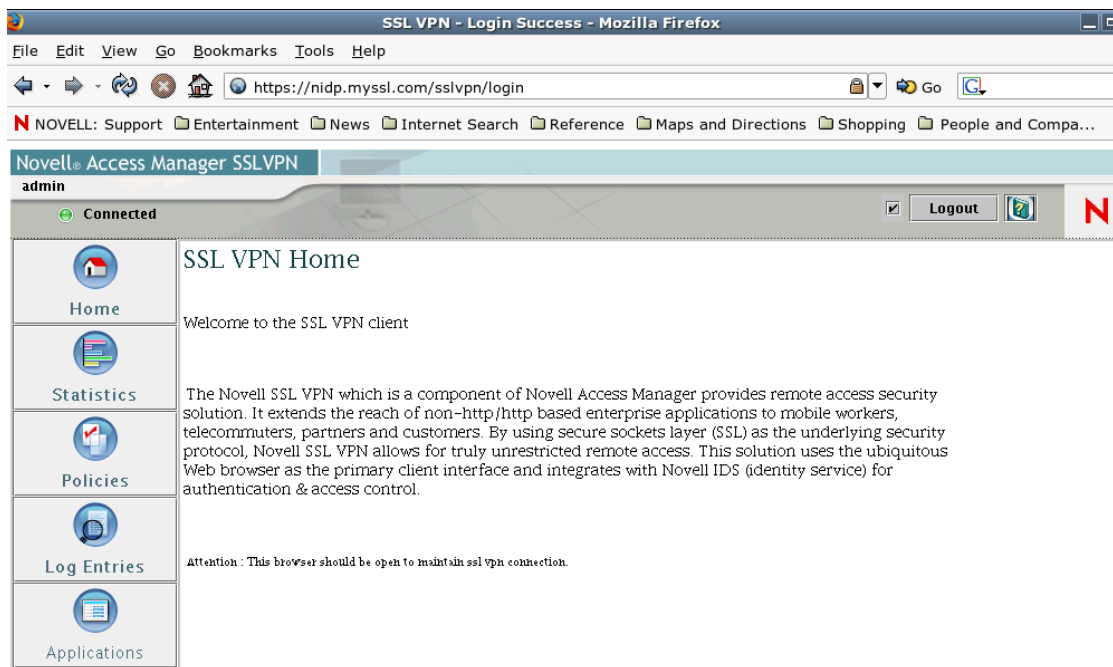 SSL VPN - Login Success - Mozilla Firefox
File Edit View Go Bookmarks Tools Help
https://nidp.myssl.com/sslvpn/login Go G
N NOVELL: Support Entertainment News Internet Search Reference Maps and Directions Shopping People and Compa...
Novell® Access Manager SSLVPN
admin
Connected
Logout
?
N
Home
Statistics
Policies
Log Entries
Applications
SSL VPN Home
Welcome to the SSL VPN client
The Novell SSL VPN which is a component of Novell Access Manager provides remote access security
solution. It extends the reach of non-http/http based enterprise applications to mobile workers,
telecommuters, partners and customers. By using secure sockets layer (SSL) as the underlying security
protocol, Novell SSL VPN allows for truly unrestricted remote access. This solution uses the ubiquitous
Web browser as the primary client interface and integrates with Novell IDS (identity service) for
authentication & access control.
Attention : This browser should be open to maintain ssl vpn connection.